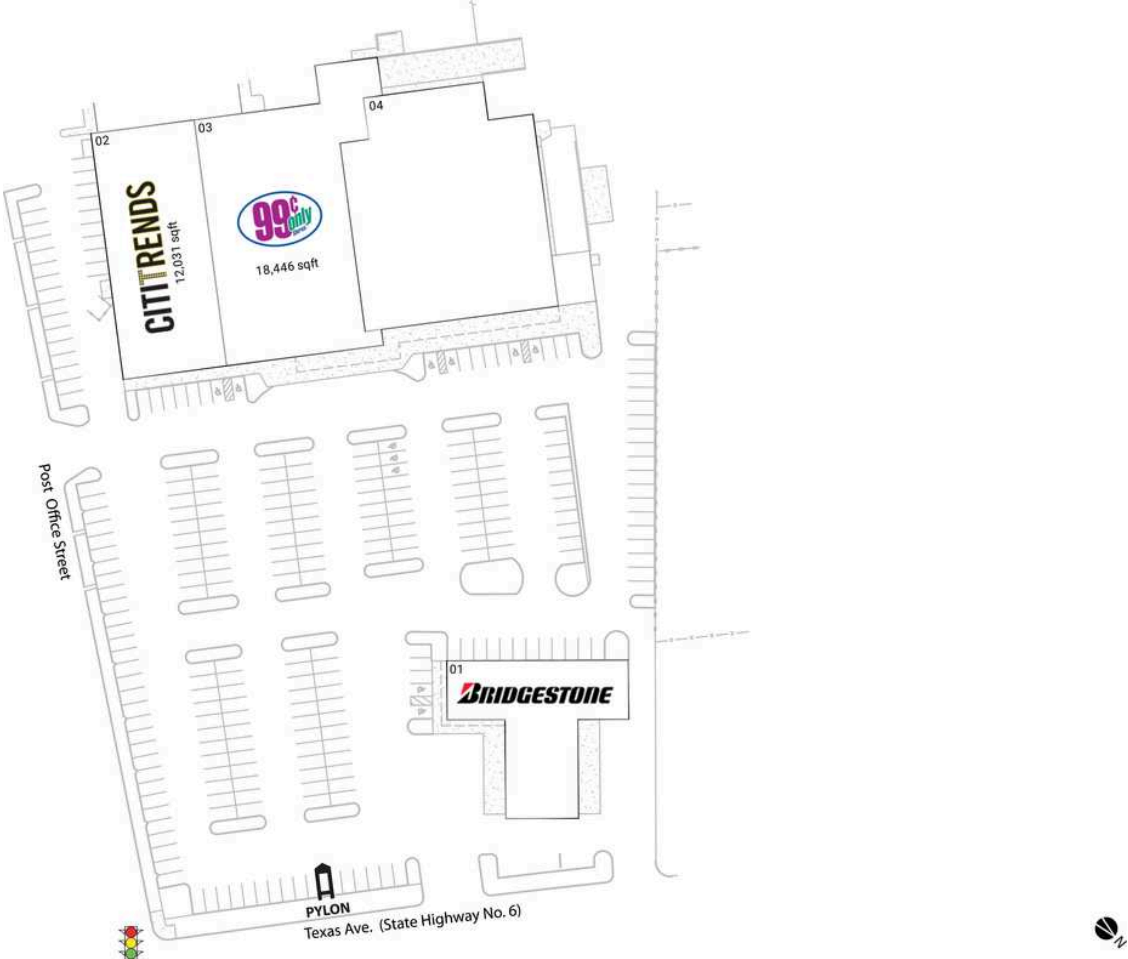 04
03
02
CITITRENDS
12,031 sqft
99¢
only
stores
18,446 sqft
Post Office Street
01
BRIDGESTONE
PYLON
Texas Ave. (State Highway No. 6)
N